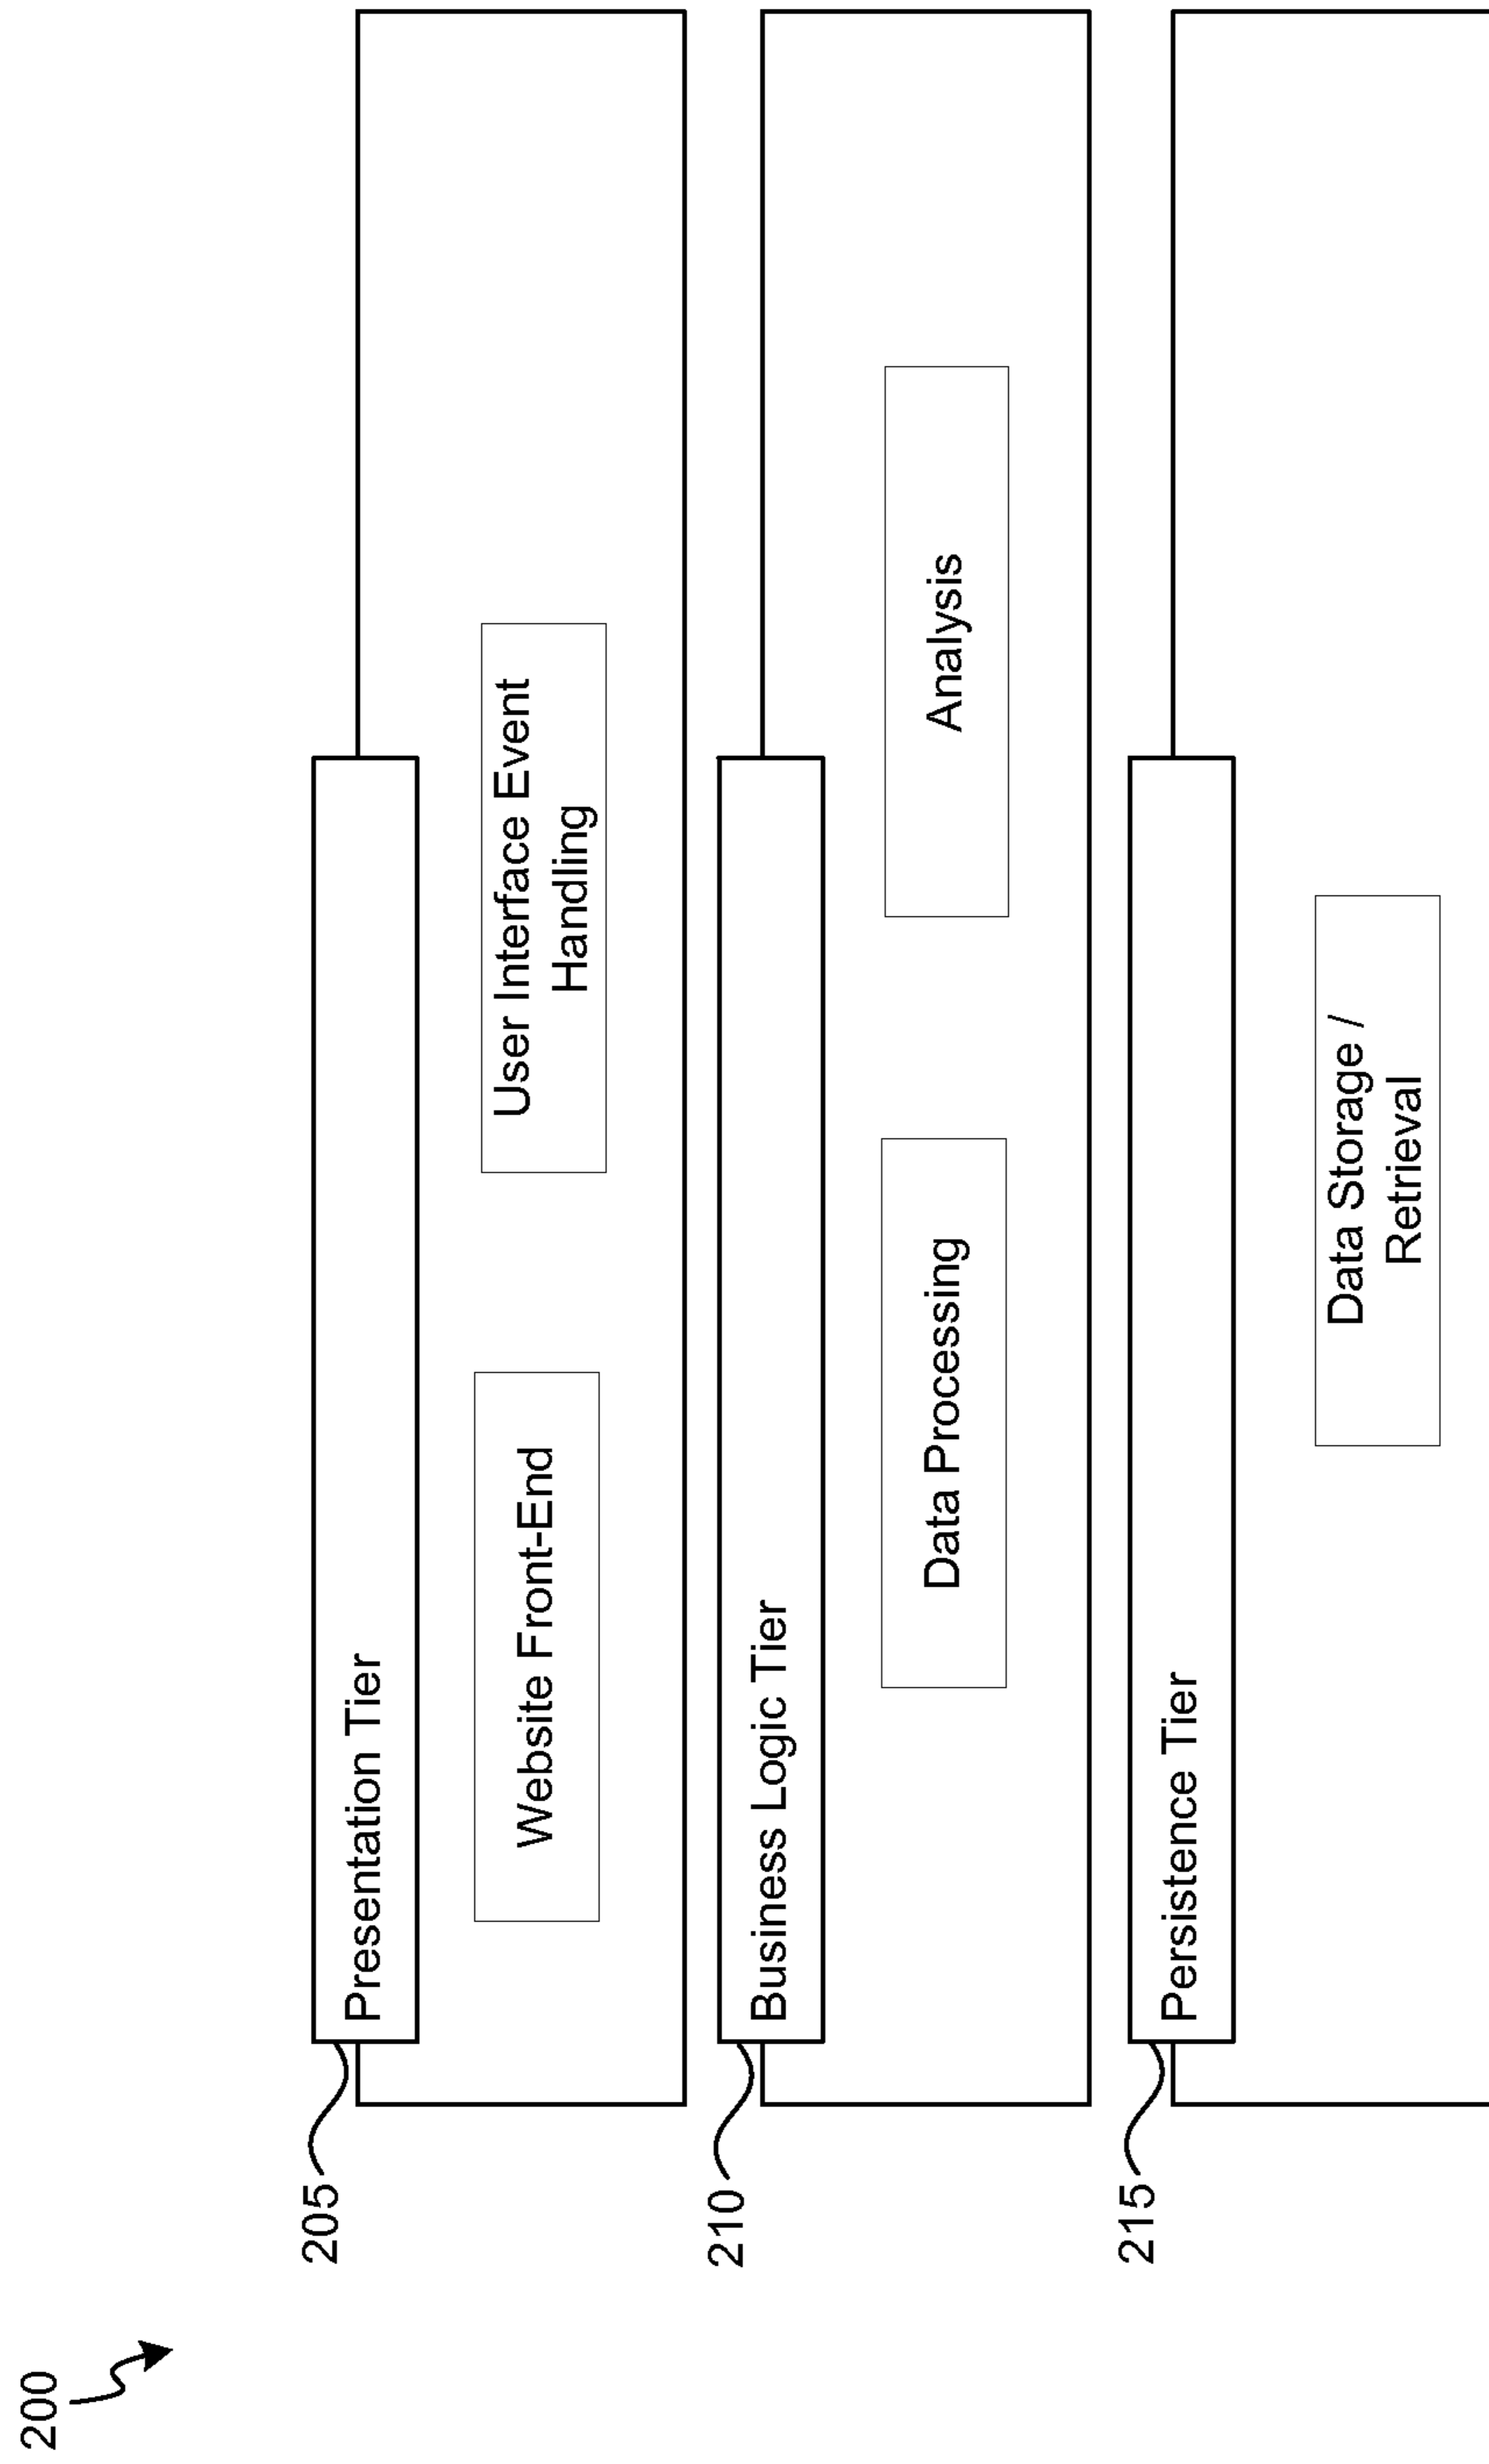 200
205
Presentation Tier
Website Front-End
User Interface Event
Handling
210
Business Logic Tier
Data Processing
Analysis
215
Persistence Tier
Data Storage /
Retrieval